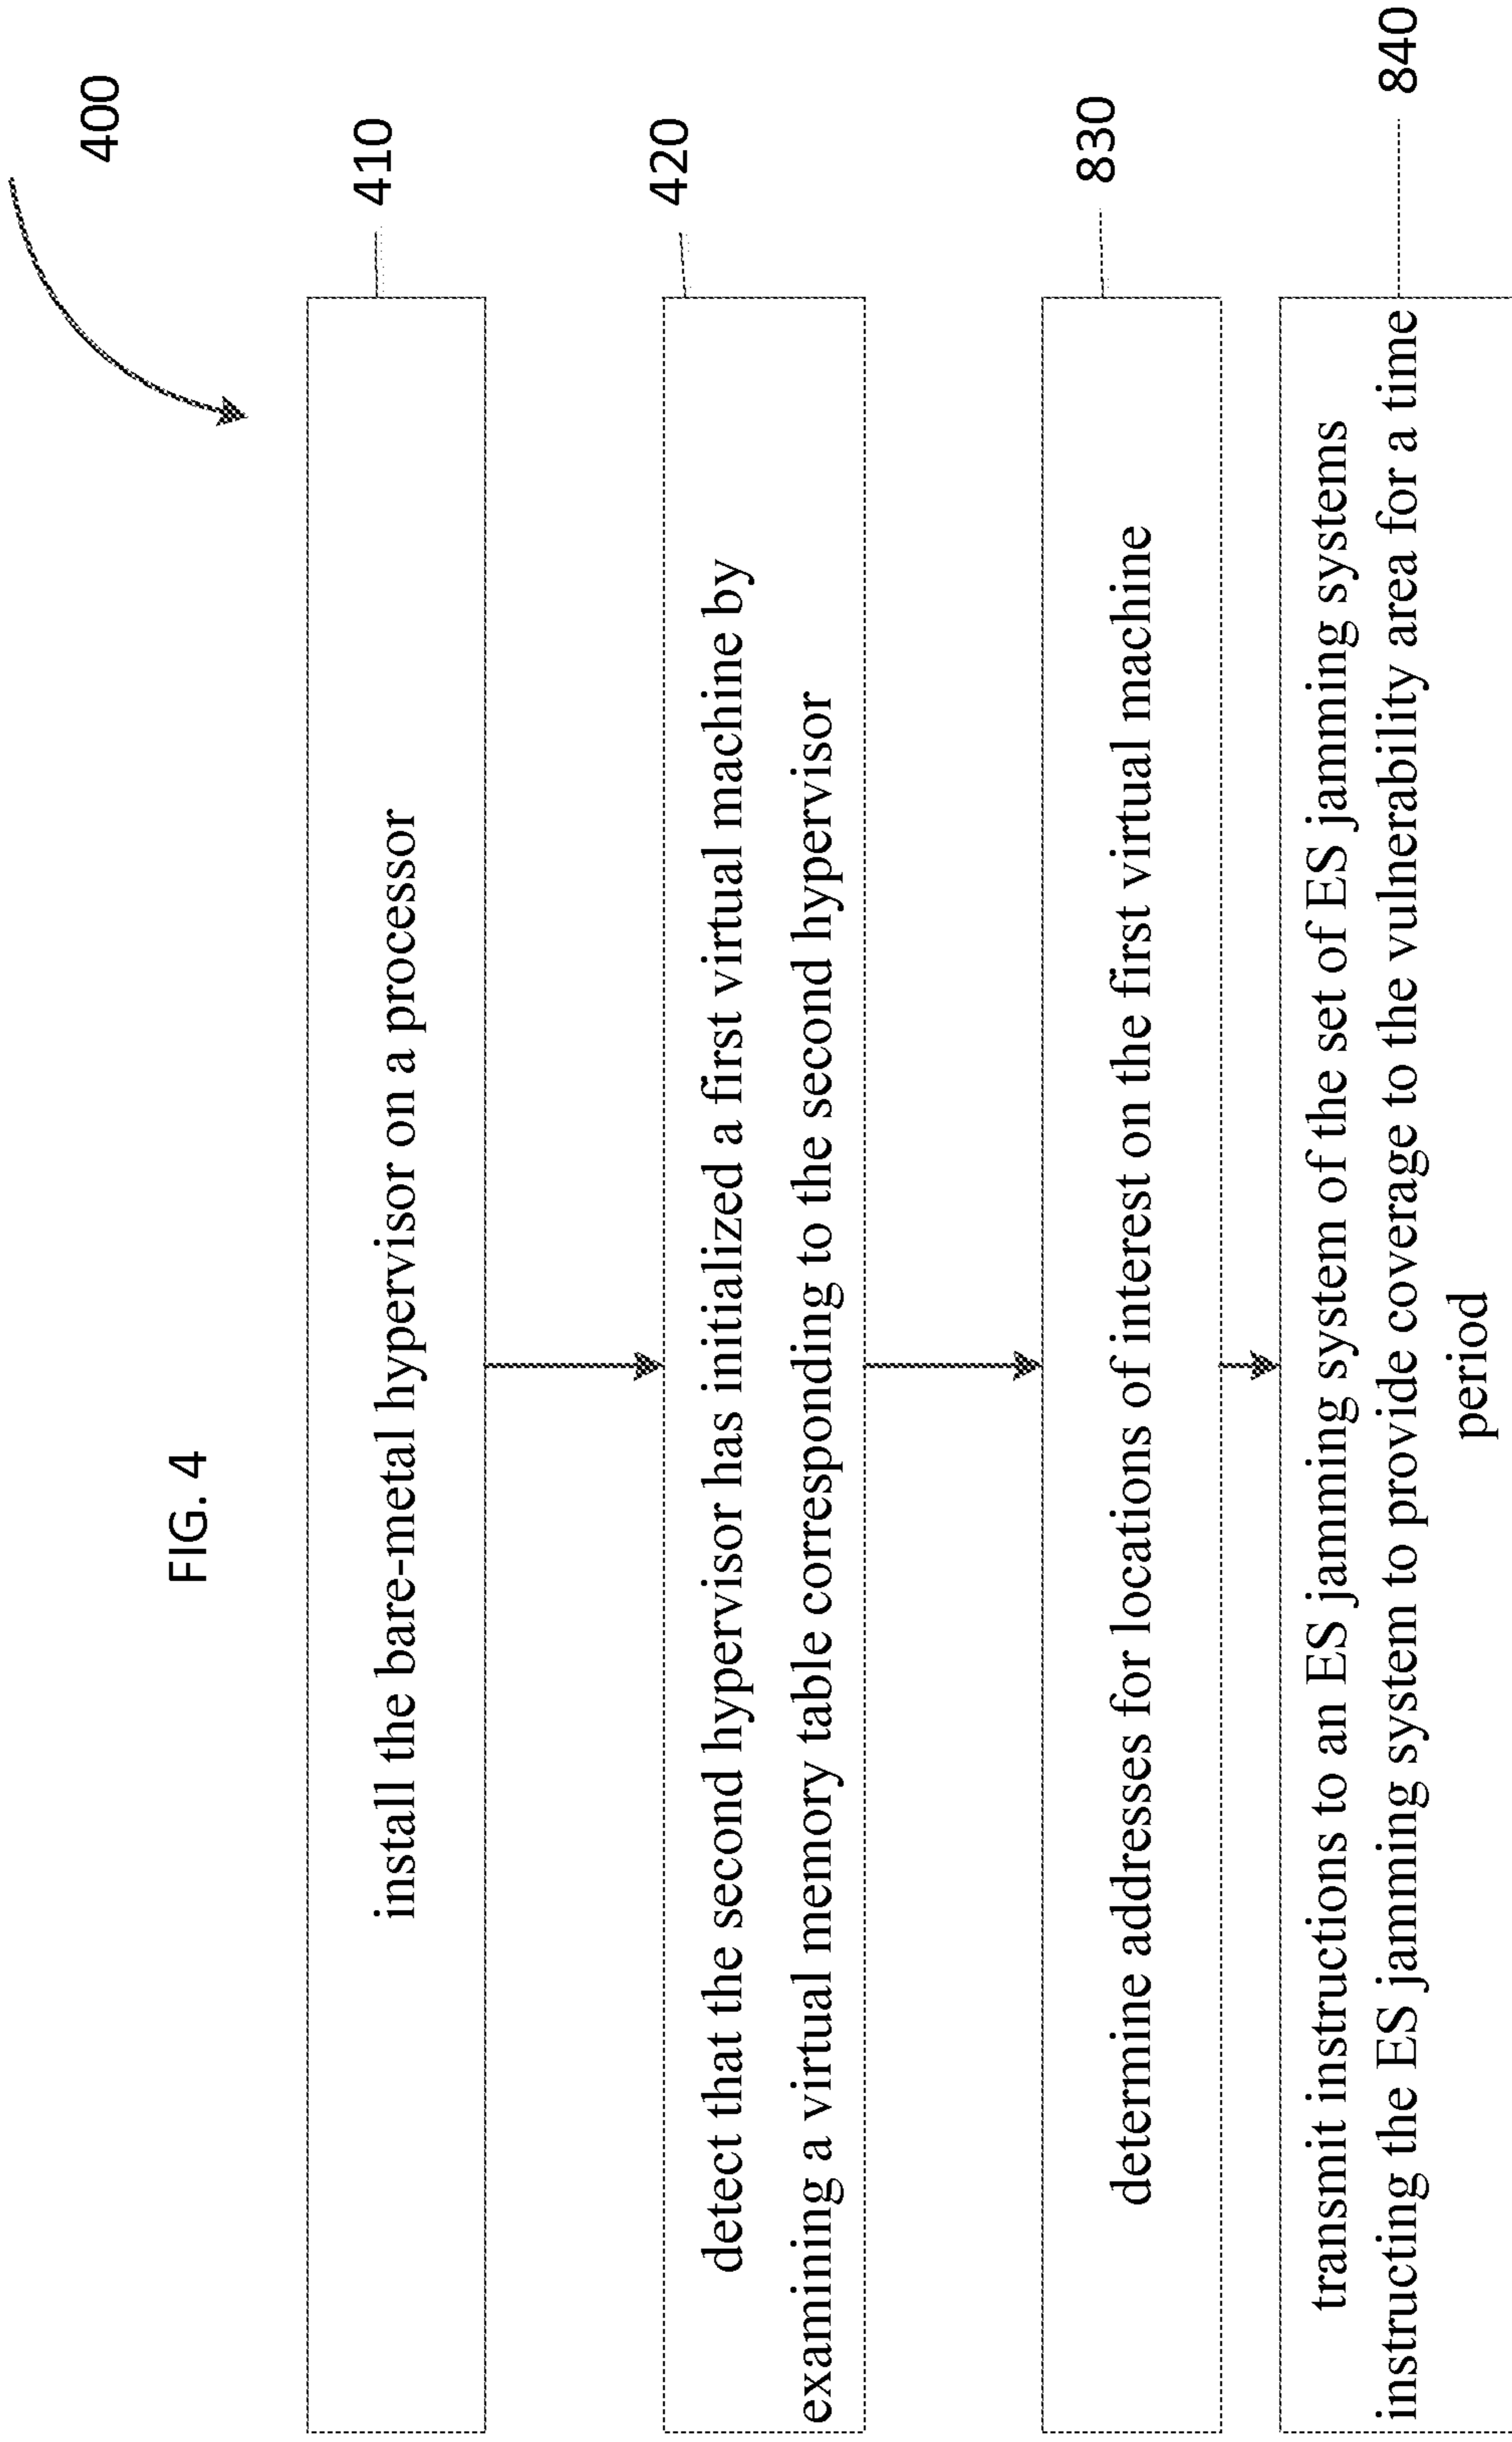 FIG. 4
400
install the bare-metal hypervisor on a processor
410
detect that the second hypervisor has initialized a first virtual machine by
examining a virtual memory table corresponding to the second hypervisor
420
determine addresses for locations of interest on the first virtual machine
830
transmit instructions to an ES jamming system of the set of ES jamming systems
instructing the ES jamming system to provide coverage to the vulnerability area for a time
period
840